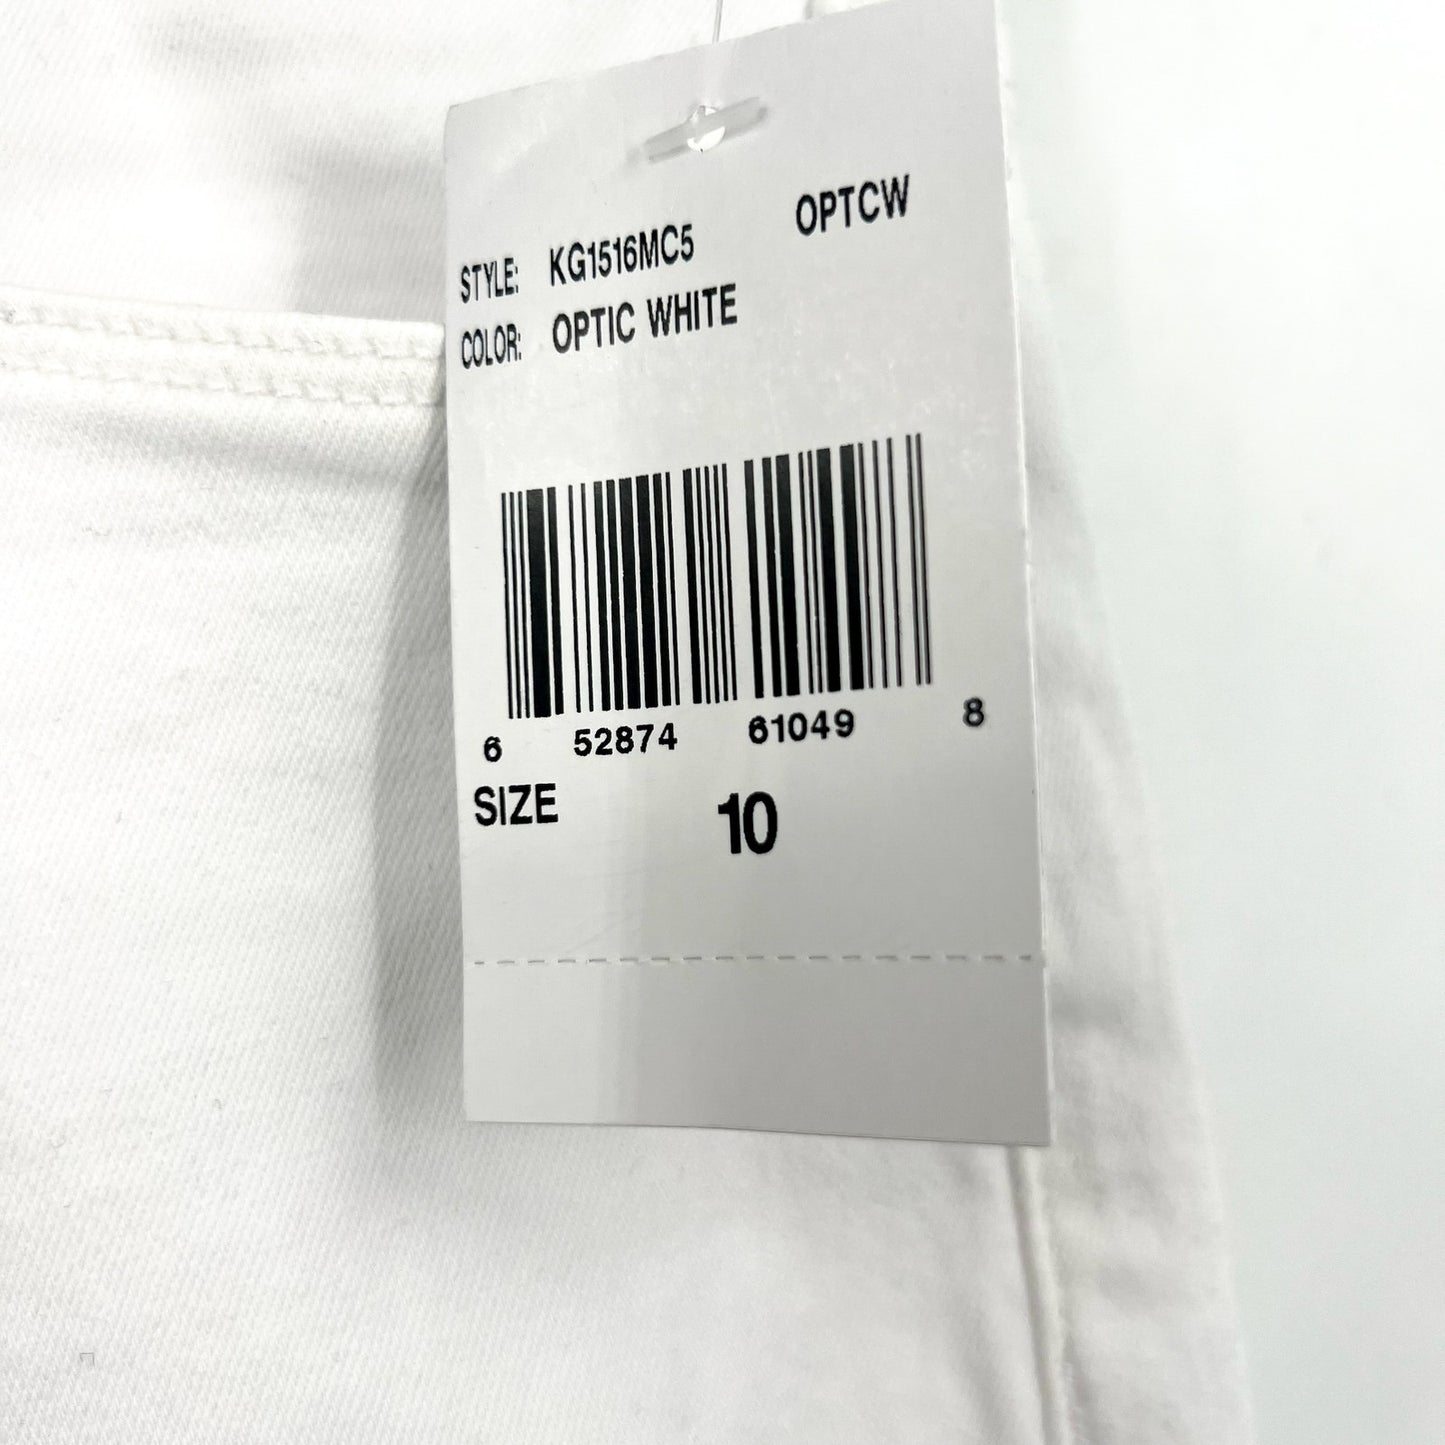 OPTCW
STYLE: KG1516MC5
COLOR: OPTIC WHITE
6 52874 61049 8
SIZE 10